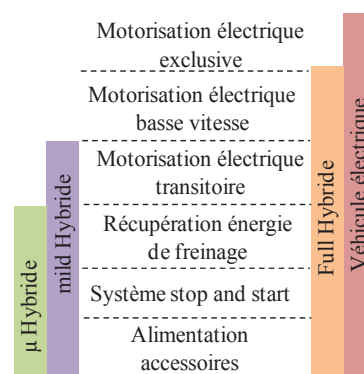 Motorisation électrique
exclusive
Motorisation électrique
basse vitesse
Motorisation électrique
transitoire
Récupération énergie
de freinage
Système stop and start
Alimentation
accessoires
µ Hybride
mild Hybride
Full Hybride
Véhicule électrique